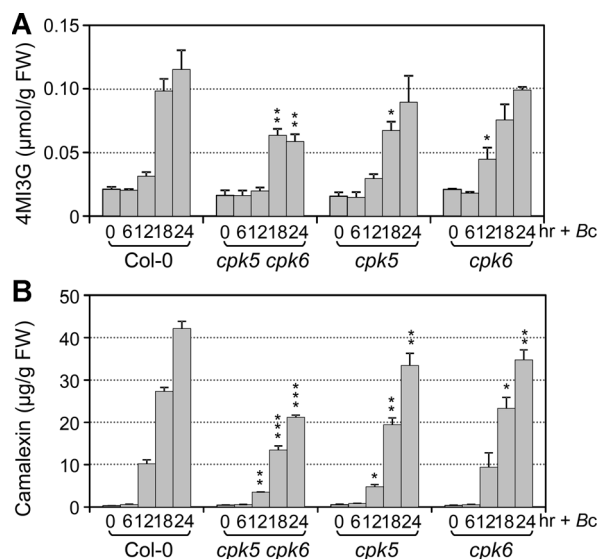 A
4MI3G (µmol/g FW)
0.15
0.10
0.05
0
** ** * *
0 6 12 18 24 0 6 12 18 24 0 6 12 18 24 0 6 12 18 24 hr + Bc
Col-0 cpk5 cpk6 cpk5 cpk6
B
Camalexin (µg/g FW)
50
40
30
20
10
0
** *** *** * ** ** * **
0 6 12 18 24 0 6 12 18 24 0 6 12 18 24 0 6 12 18 24 hr + Bc
Col-0 cpk5 cpk6 cpk5 cpk6